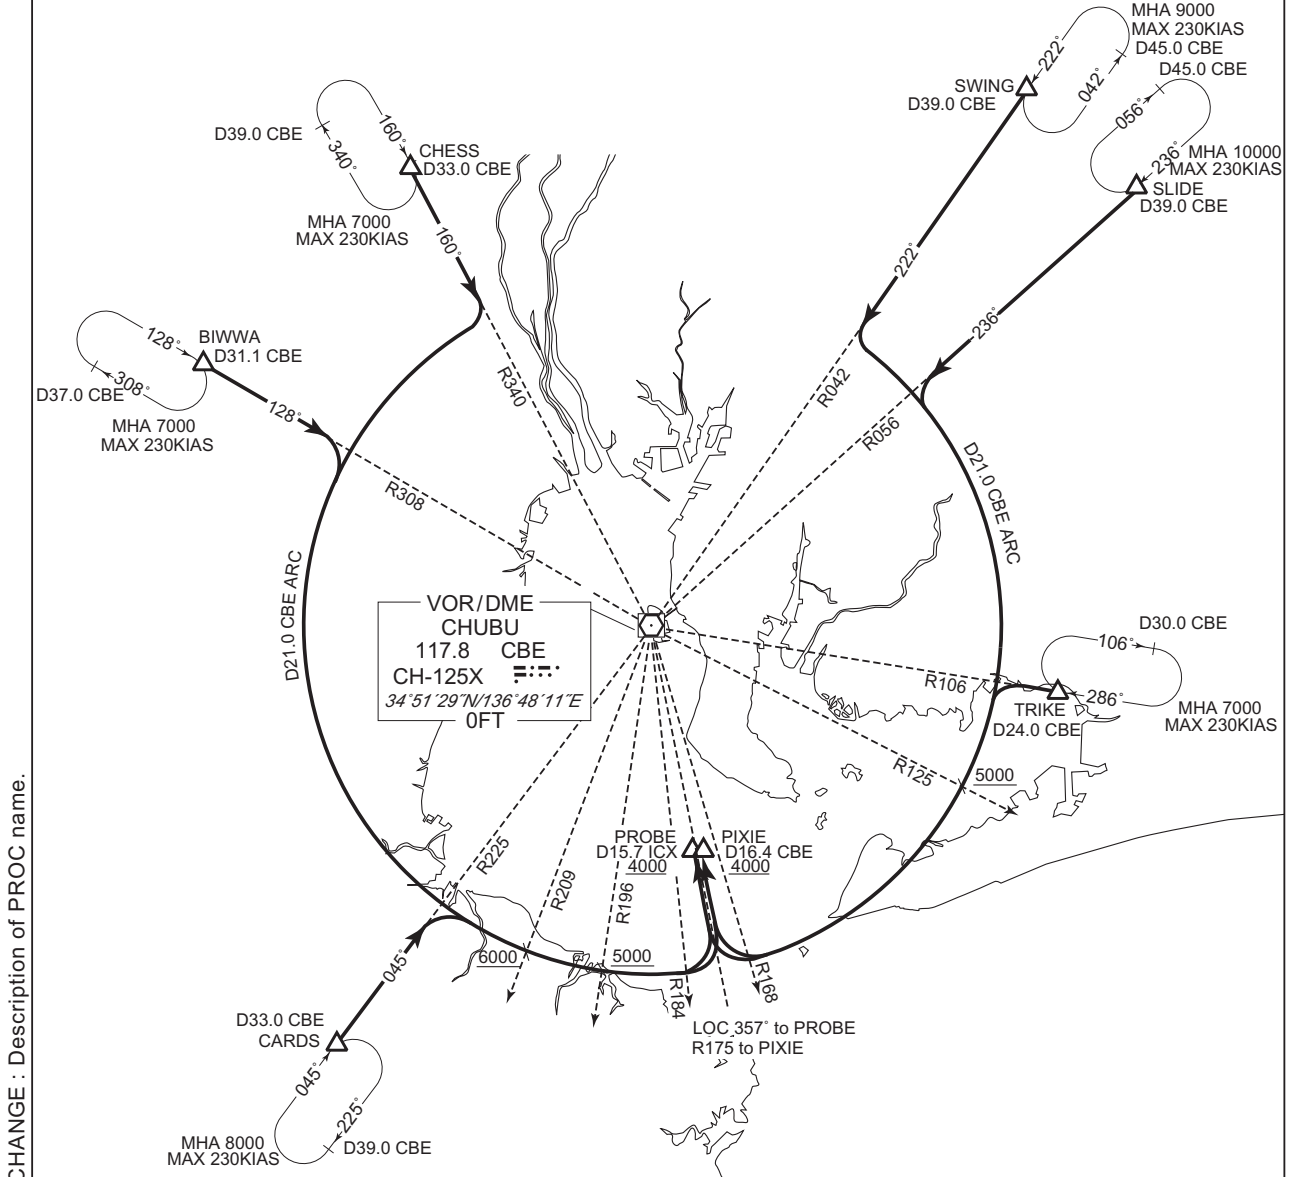 MHA 9000
MAX 230KIAS
D45.0 CBE
222°
042°
SWING
D39.0 CBE
D45.0 CBE
056°
236°
MHA 10000
MAX 230KIAS
SLIDE
D39.0 CBE
D39.0 CBE
160°
340°
CHESS
D33.0 CBE
MHA 7000
MAX 230KIAS
160°
222°
236°
128°
308°
BIWWA
D31.1 CBE
D37.0 CBE
MHA 7000
MAX 230KIAS
128°
R340
R042
R056
R308
D21.0 CBE ARC
D21.0 CBE ARC
VOR/DME
CHUBU
117.8 CBE
CH-125X
34°51´29˝N/136°48´11˝E
0FT
D30.0 CBE
106°
286°
R106
TRIKE
D24.0 CBE
MHA 7000
MAX 230KIAS
R125
5000
PROBE
D15.7 ICX
4000
PIXIE
D16.4 CBE
4000
R225
R209
R196
6000
5000
R184
R168
045°
LOC 357° to PROBE
R175 to PIXIE
D33.0 CBE
CARDS
045°
225°
D39.0 CBE
MHA 8000
MAX 230KIAS
CHANGE : Description of PROC name.